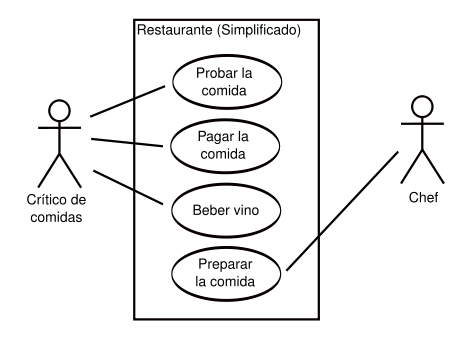 Restaurante (Simplificado)
Probar la
comida
Pagar la
comida
Beber vino
Preparar
la comida
Crítico de
comidas
Chef